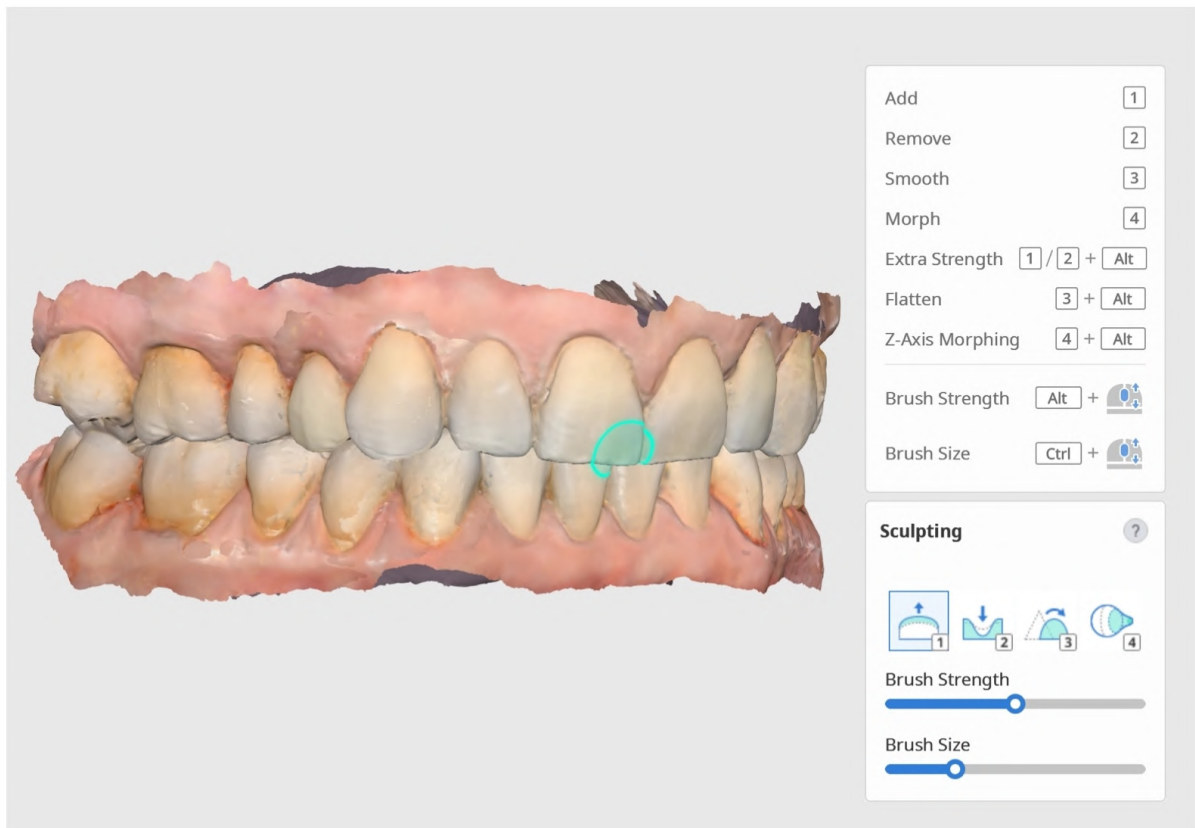 Add 1
Remove 2
Smooth 3
Morph 4
Extra Strength 1 / 2 + Alt
Flatten 3 + Alt
Z-Axis Morphing 4 + Alt
Brush Strength Alt +
Brush Size Ctrl +
Sculpting ?
1 2 3 4
Brush Strength
Brush Size